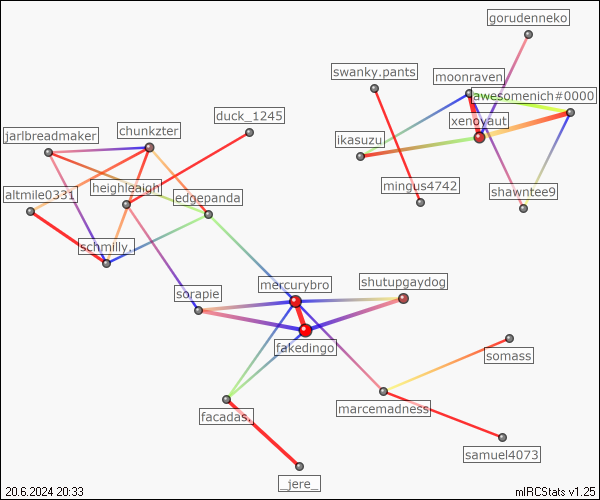 gorudenneko
swanky.pants
moonraven
awesomenich#0000
duck_1245
xenoyaut
chunkzter
jarlbreadmaker
ikasuzu
mingus4742
shawntee9
heighleaigh
altmile0331
edgepanda
schmilly.
mercurybro
shutupgaydog
sorapie
fakedingo
somass
marcemadness
facadas.
samuel4073
_jere_
20.6.2024 20:33
mIRCStats v1.25